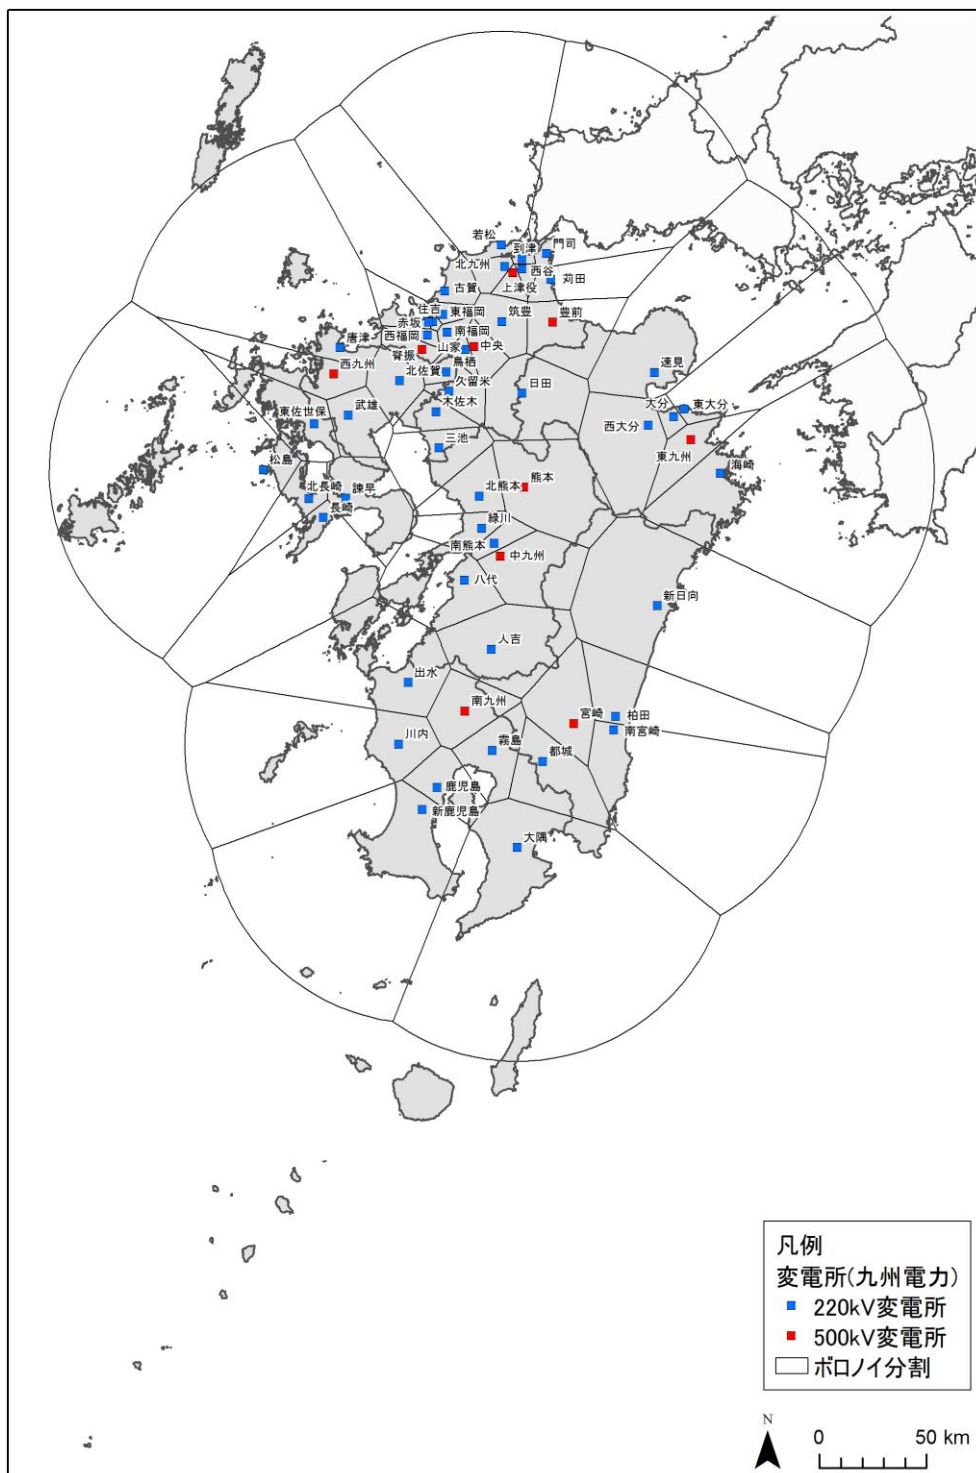 若松
到津
門司
北九州
西谷
上津役
苅田
古賀
住吉
東福岡
筑豊
豊前
赤坂
西福岡
南福岡
唐津
山家
中央
脊振
鳥栖
速見
西九州
北佐賀
久留米
日田
木佐木
大分
東大分
東佐世保
武雄
西大分
三池
東九州
松島
海崎
北長崎
諫早
北熊本
熊本
長崎
緑川
南熊本
中九州
八代
新日向
人吉
出水
南九州
宮崎
柏田
川内
霧島
都城
南宮崎
鹿児島
新鹿児島
大隅
凡例
変電所(九州電力)
220kV変電所
500kV変電所
ボロノイ分割
N
0 50 km